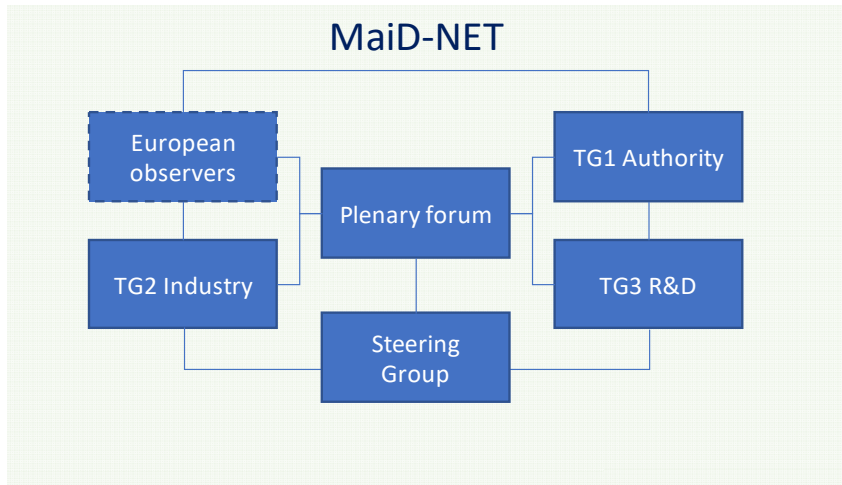 MaiD-NET
European
observers
TG1 Authority
Plenary forum
TG2 Industry
TG3 R&D
Steering
Group